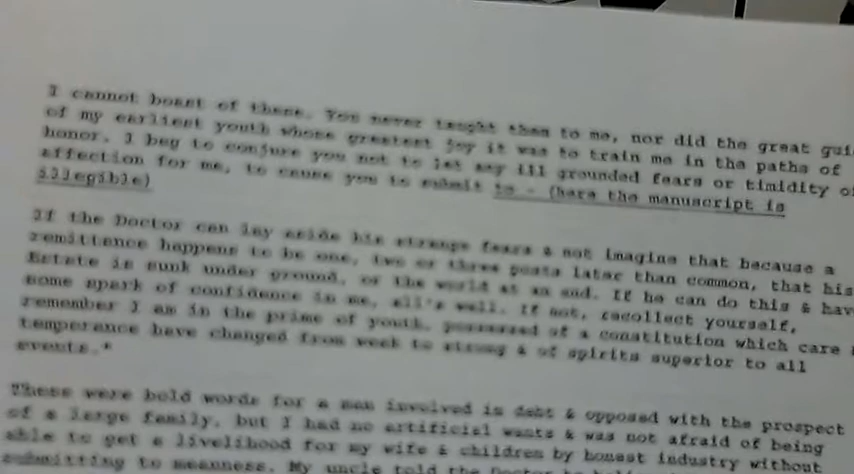 I cannot boast of these. You never taught them to me, nor did the great
of my earliest youth whose greatest joy it was to train me in the paths of
honor. I beg to conjure you not to let any ill grounded fears or timidity
affection for me, to cause you to submit to - (here the manuscript is
illegible)
If the Doctor can lay aside his strange fears & not imagine that because a
remittance happens to be one, two or three posts later than common, that his
Estate is sunk under ground, or the world at an end. If he can do this &
some spark of confidence in me, all's well. If not, recollect yourself,
remember I am in the prime of youth, possessed of a constitution which care
temperance have changed from weak to strong & of spirits superior to all
events."
These were bold words for a man involved in debt & opposed with the prospect
of a large family, but I had no artificial wants & was not afraid of being
able to get a livelihood for my wife & children by honest industry without
submitting to meanness. My uncle told the Doctor to